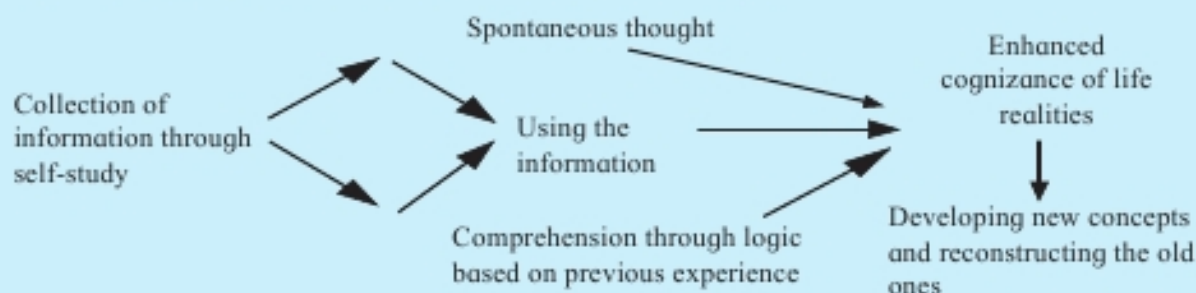 Spontaneous thought
Collection of
information through
self-study
Using the
information
Comprehension through logic
based on previous experience
Enhanced
cognizance of life
realities
Developing new concepts
and reconstructing the old
ones